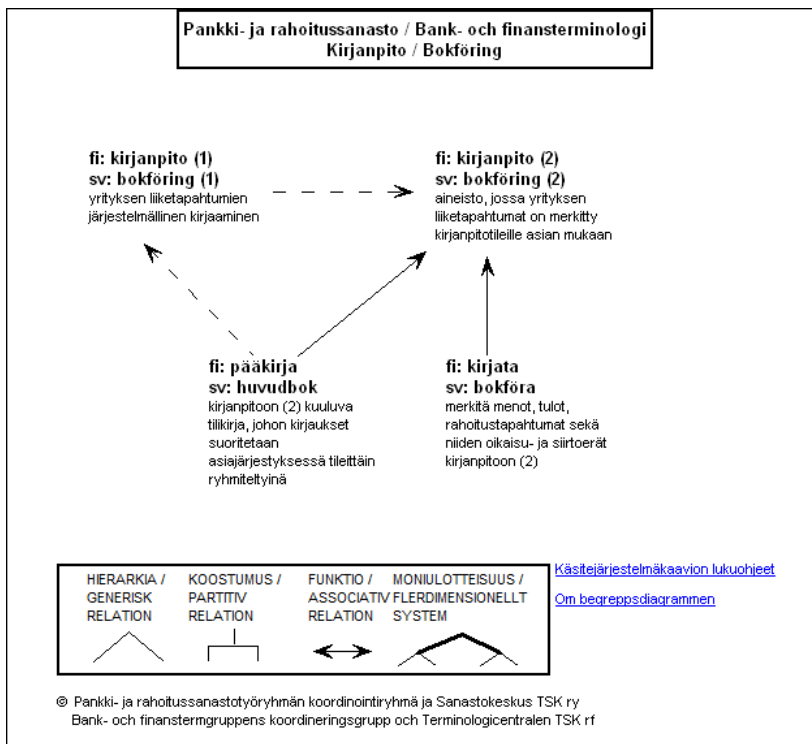 Pankki- ja rahoitussanasto / Bank- och finansterminologi
Kirjanpito / Bokföring
fi: kirjanpito (1)
sv: bokföring (1)
yrityksen liiketapahtumien
järjestelmällinen kirjaaminen
fi: kirjanpito (2)
sv: bokföring (2)
aineisto, jossa yrityksen
liiketapahtumat on merkitty
kirjanpitotileille asian mukaan
fi: pääkirja
sv: huvudbok
kirjanpitoon (2) kuuluva
tilikirja, johon kirjaukset
suoritetaan
asiajärjestyksessä tileittäin
ryhmiteltyinä
fi: kirjata
sv: bokföra
merkitä menot, tulot,
rahoitustapahtumat sekä
niiden oikaisu- ja siirtoerät
kirjanpitoon (2)
HIERARKIA /
GENERISK
RELATION
KOOSTUMUS /
PARTITIV
RELATION
FUNKTIO /
ASSOCIATIV
RELATION
MONIULOTTEISUUS /
FLERDIMENSIONELLT
SYSTEM
Käsitejärjestelmäkaavion lukuohjeet
Om begreppsdiagrammen
© Pankki- ja rahoitussanastotyöryhmän koordinointiryhmä ja Sanastokeskus TSK ry
Bank- och finanstermgruppens koordineringsgrupp och Terminologicentralen TSK rf